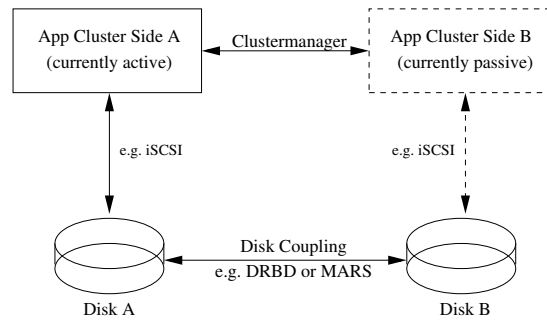 App Cluster Side A
(currently active)
Clustermanager
App Cluster Side B
(currently passive)
e.g. iSCSI
e.g. iSCSI
Disk Coupling
e.g. DRBD or MARS
Disk A
Disk B